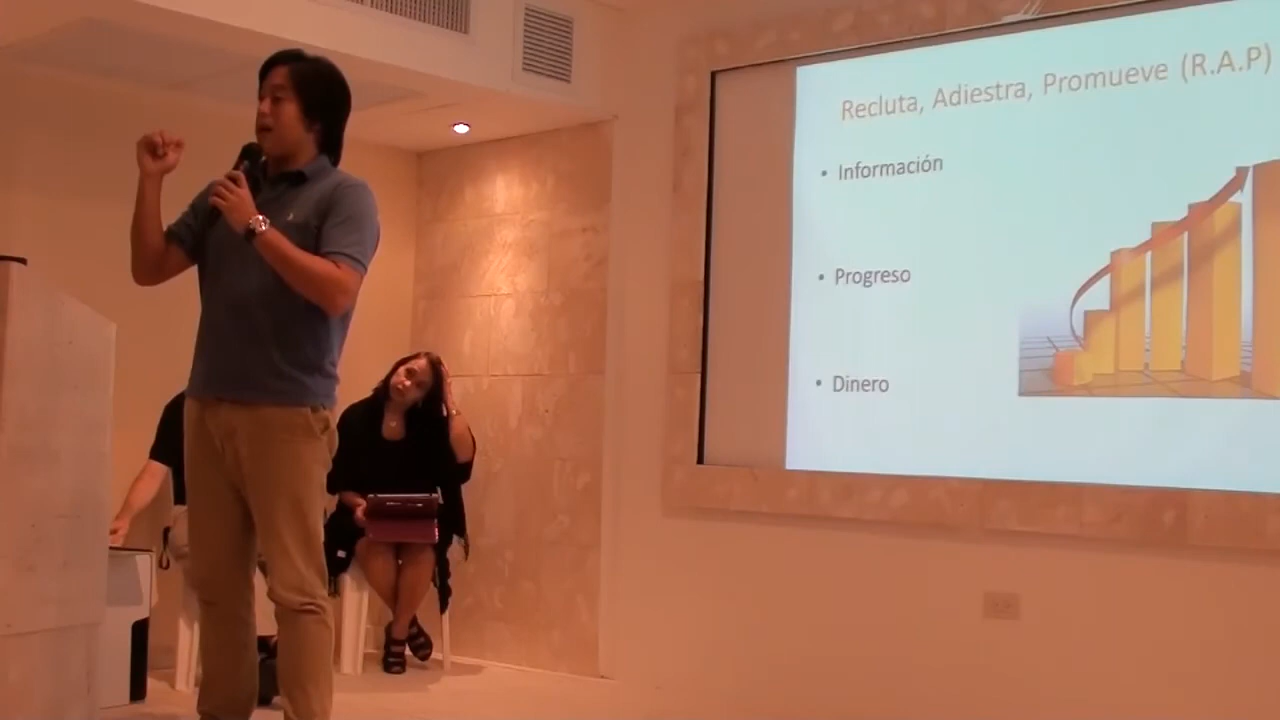 Recluta, Adiestra, Promueve (R.A.P)
• Información
• Progreso
• Dinero